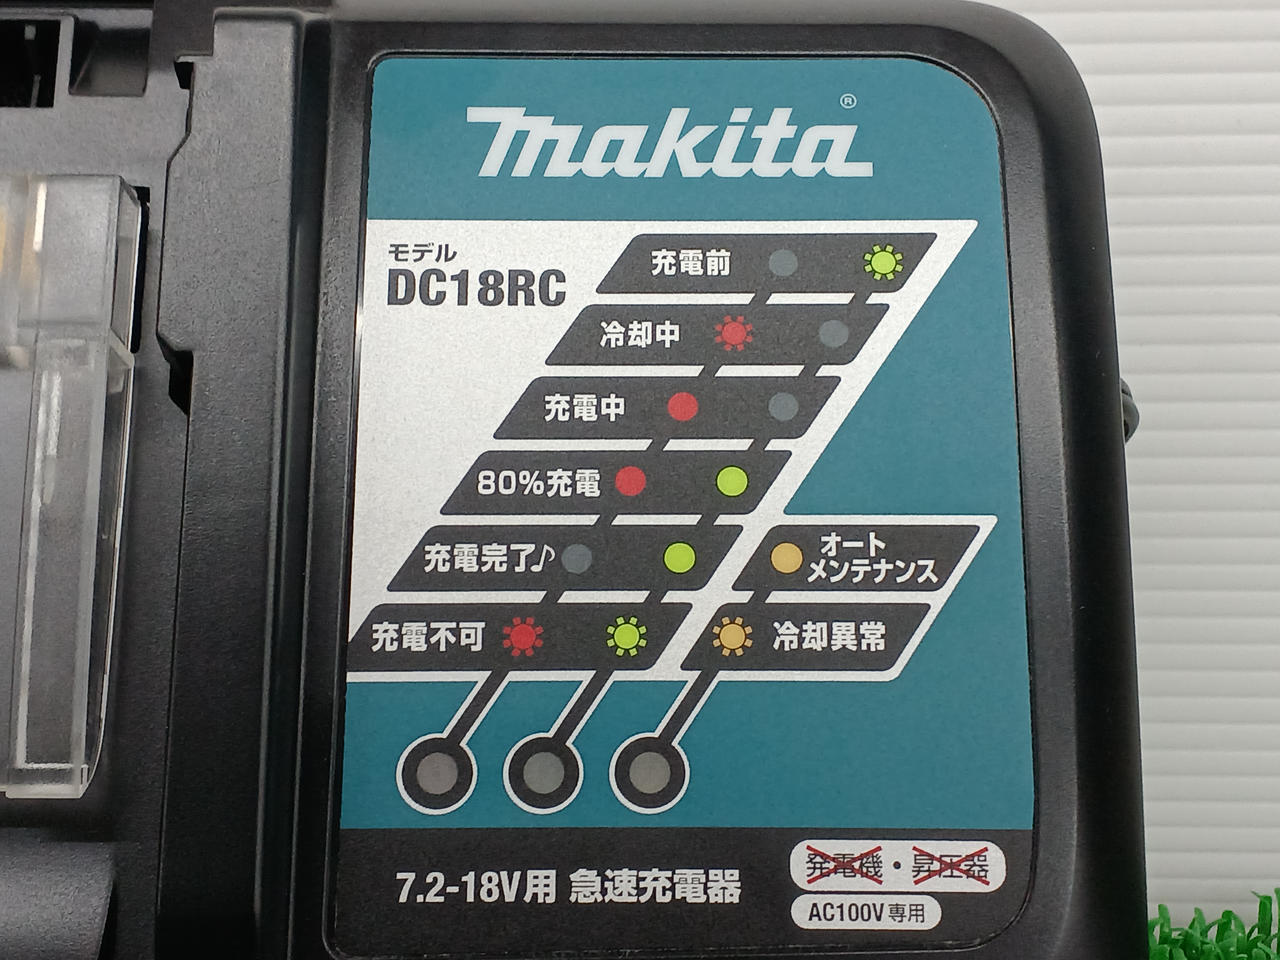 makita®
モデル
DC18RC
充電前
冷却中
充電中
80%充電
充電完了♪
オート
メンテナンス
充電不可
冷却異常
7.2-18V用 急速充電器
発電機・昇圧器
AC100V専用